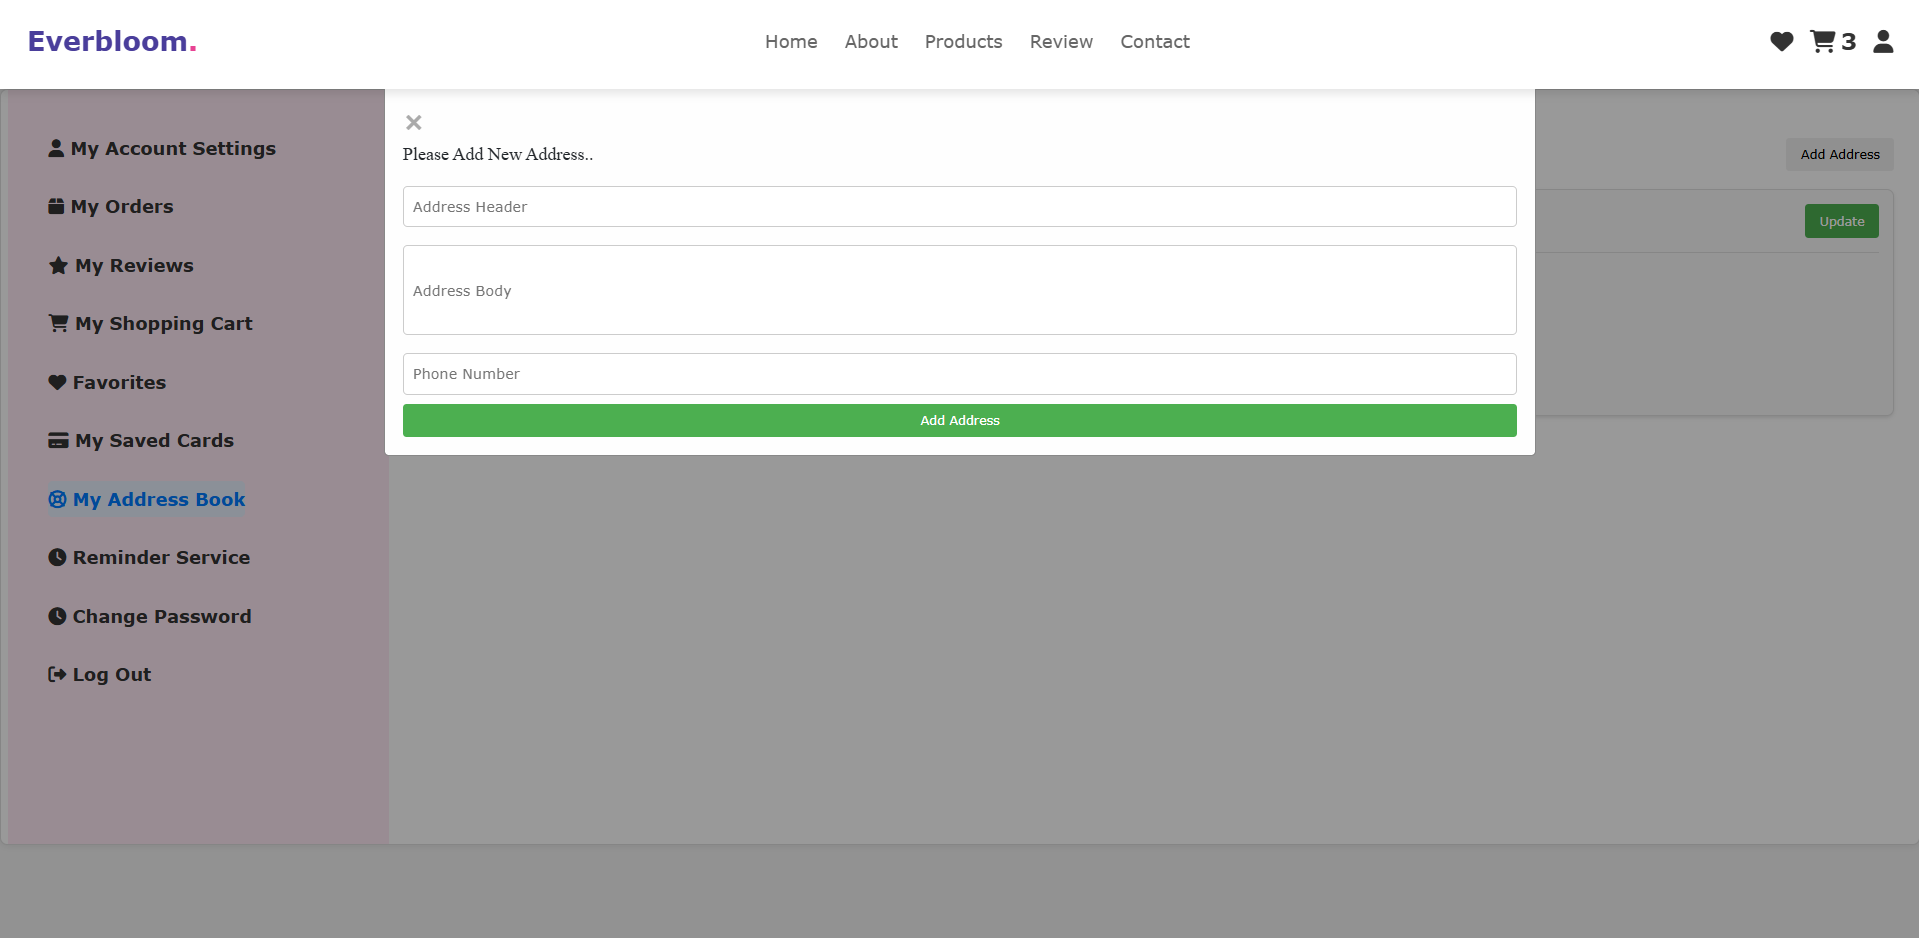 Everbloom.
Home About Products Review Contact
3
My Account Settings
My Orders
My Reviews
My Shopping Cart
Favorites
My Saved Cards
My Address Book
Reminder Service
Change Password
Log Out
×
Please Add New Address..
Address Header
Address Body
Phone Number
Add Address
Add Address
Update